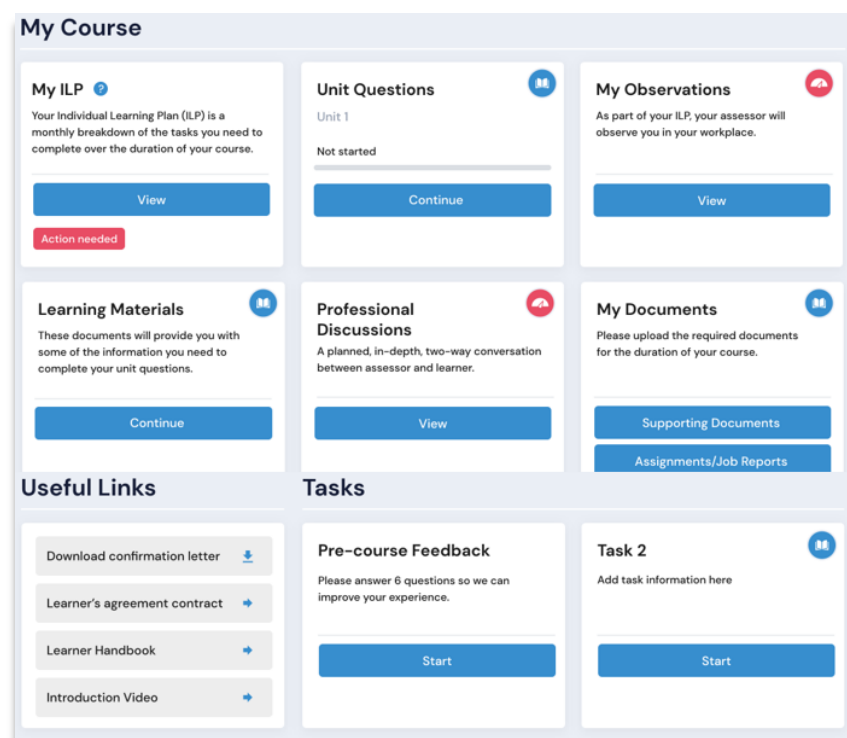 My Course
My ILP ?
Your Individual Learning Plan (ILP) is a
monthly breakdown of the tasks you need to
complete over the duration of your course.
View
Action needed
Unit Questions
Unit 1
Not started
Continue
My Observations
As part of your ILP, your assessor will
observe you in your workplace.
View
Learning Materials
These documents will provide you with
some of the information you need to
complete your unit questions.
Continue
Professional
Discussions
A planned, in-depth, two-way conversation
between assessor and learner.
View
My Documents
Please upload the required documents
for the duration of your course.
Supporting Documents
Assignments/Job Reports
Useful Links
Download confirmation letter
Learner's agreement contract
Learner Handbook
Introduction Video
Tasks
Pre-course Feedback
Please answer 6 questions so we can
improve your experience.
Start
Task 2
Add task information here
Start